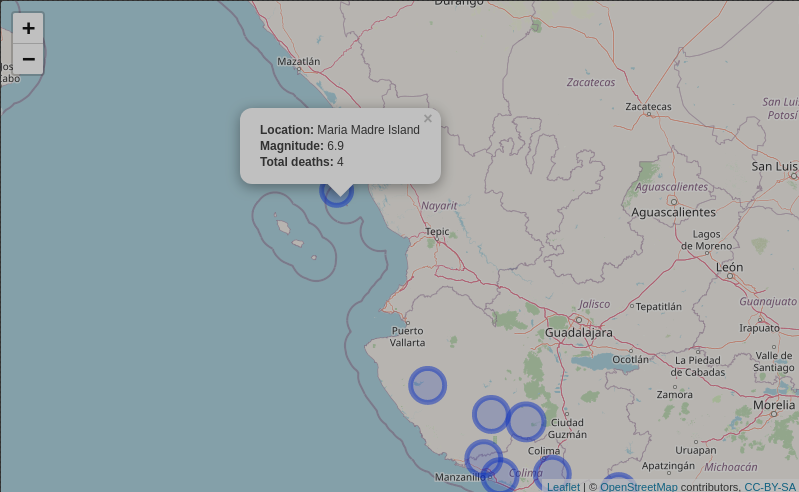 Durango
+
−
Mazatlán
Cabo
Zacatecas
Zacatecas
San Luis
Potosí
×
Location: Maria Madre Island
Magnitude: 6.9
Total deaths: 4
San Luis
Aguascalientes
Aguascalientes
Nayarit
Tepic
Lagos
de Moreno
León
Guanajuato
Jalisco
Tepatitlán
Puerto
Vallarta
Guadalajara
Irapuato
Ocotlán
La Piedad
de Cabadas
Valle de
Santiago
Zamora
Morelia
Ciudad
Guzmán
Colima
Uruapan
Apatzingán
Michoacán
Manzanillo
Colima
Leaflet | © OpenStreetMap contributors, CC-BY-SA